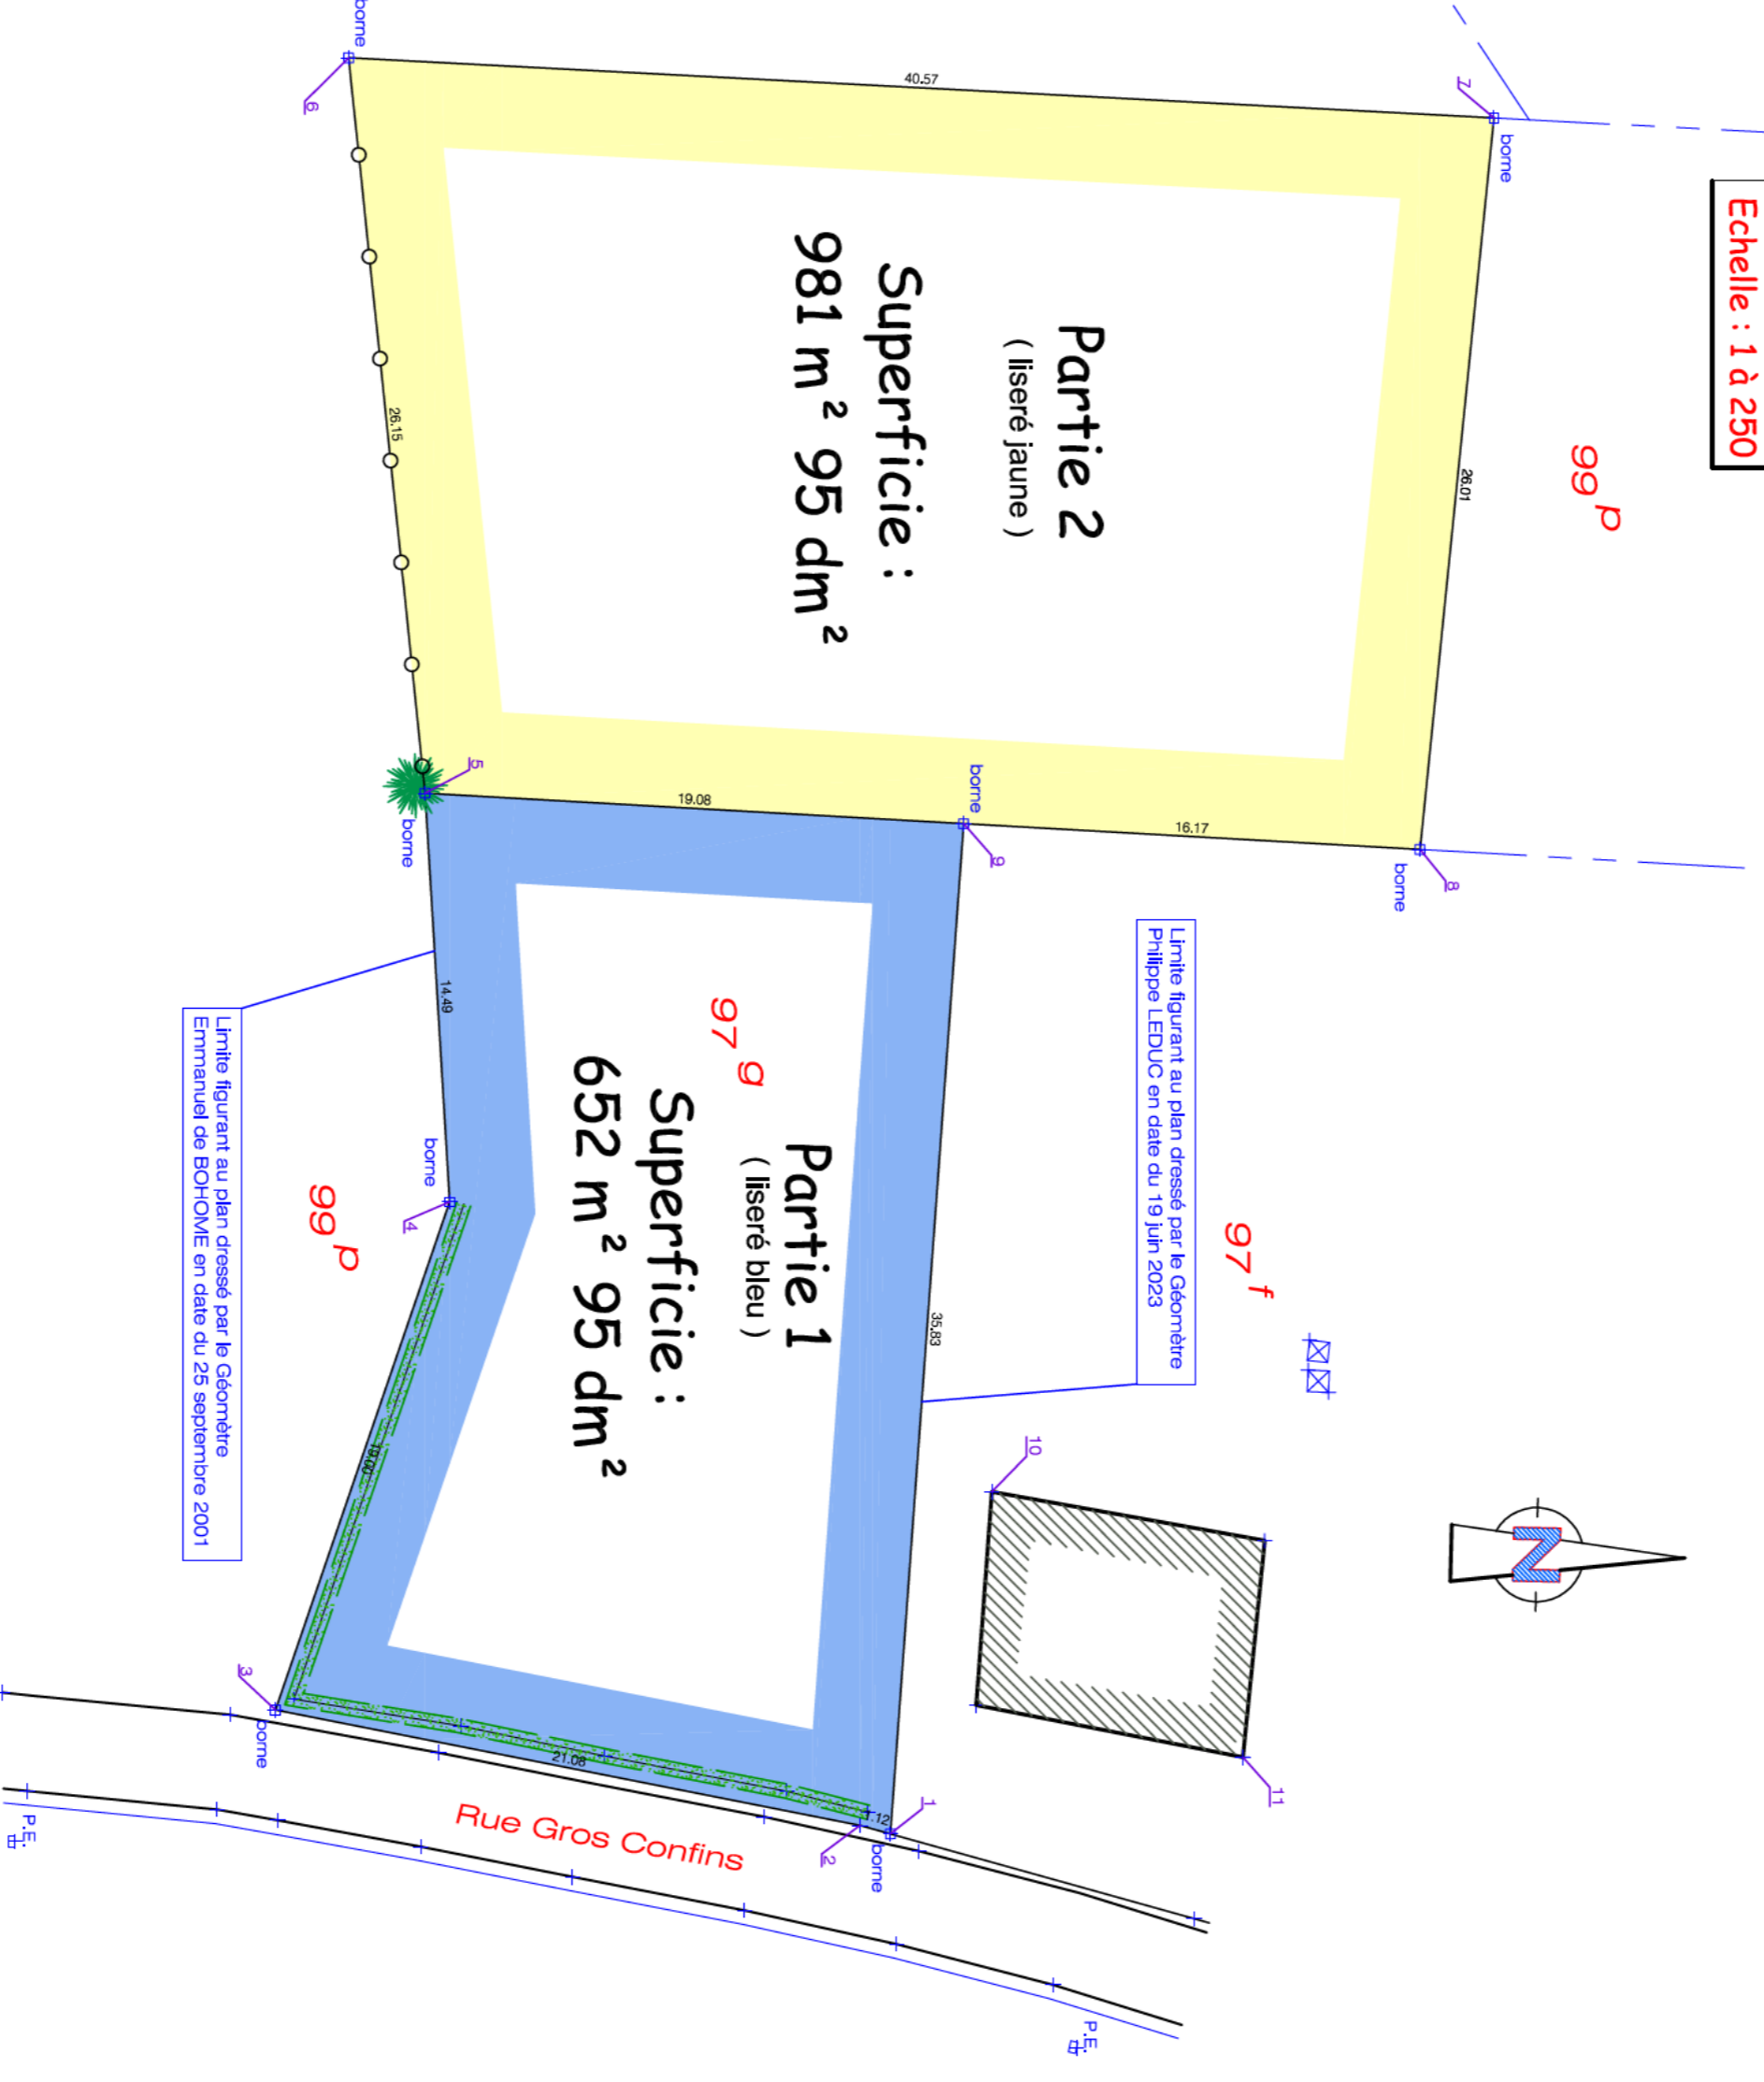 Echelle : 1 à 250
99 p
7
borne
40.57
borne
6
26.01
Partie 2
( liseré jaune )
Superficie :
981 m² 95 dm²
26.15
5
borne
19.08
borne
9
16.17
8
borne
Limite figurant au plan dressé par le Géomètre
Philippe LEDUC en date du 19 juin 2023
97 f
14.49
97 g
Partie 1
( liseré bleu )
Superficie :
652 m² 95 dm²
35.83
borne
4
99 p
Limite figurant au plan dressé par le Géomètre
Emmanuel de BOHOME en date du 25 septembre 2001
19.00
10
11
N
3
borne
21.08
1.12
1
2
borne
Rue Gros Confins
P.E.
P.E.